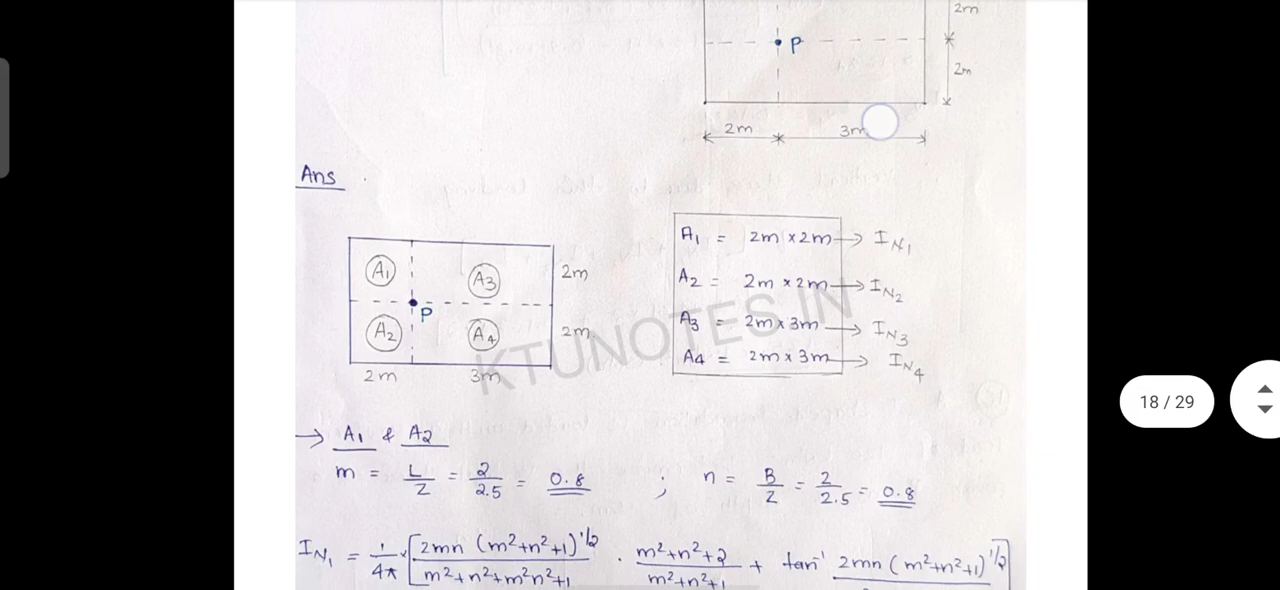 2m
P
2m
2m 3m
Ans
A1 A3 2m
P
A2 A4 2m
2m 3m
A1 = 2m × 2m → IN1
A2 = 2m × 2m → IN2
A3 = 2m × 3m → IN3
A4 = 2m × 3m → IN4
KTUNOTES.IN
18 / 29
→ A1 & A2
m = L/Z = 2/2.5 = 0.8 ; n = B/Z = 2/2.5 = 0.8
IN1 = 1/4π × [2mn (m²+n²+1)^1/2 / m²+n²+m²n²+1 . m²+n²+2 / m²+n²+1 + tan⁻¹ 2mn (m²+n²+1)^1/2]